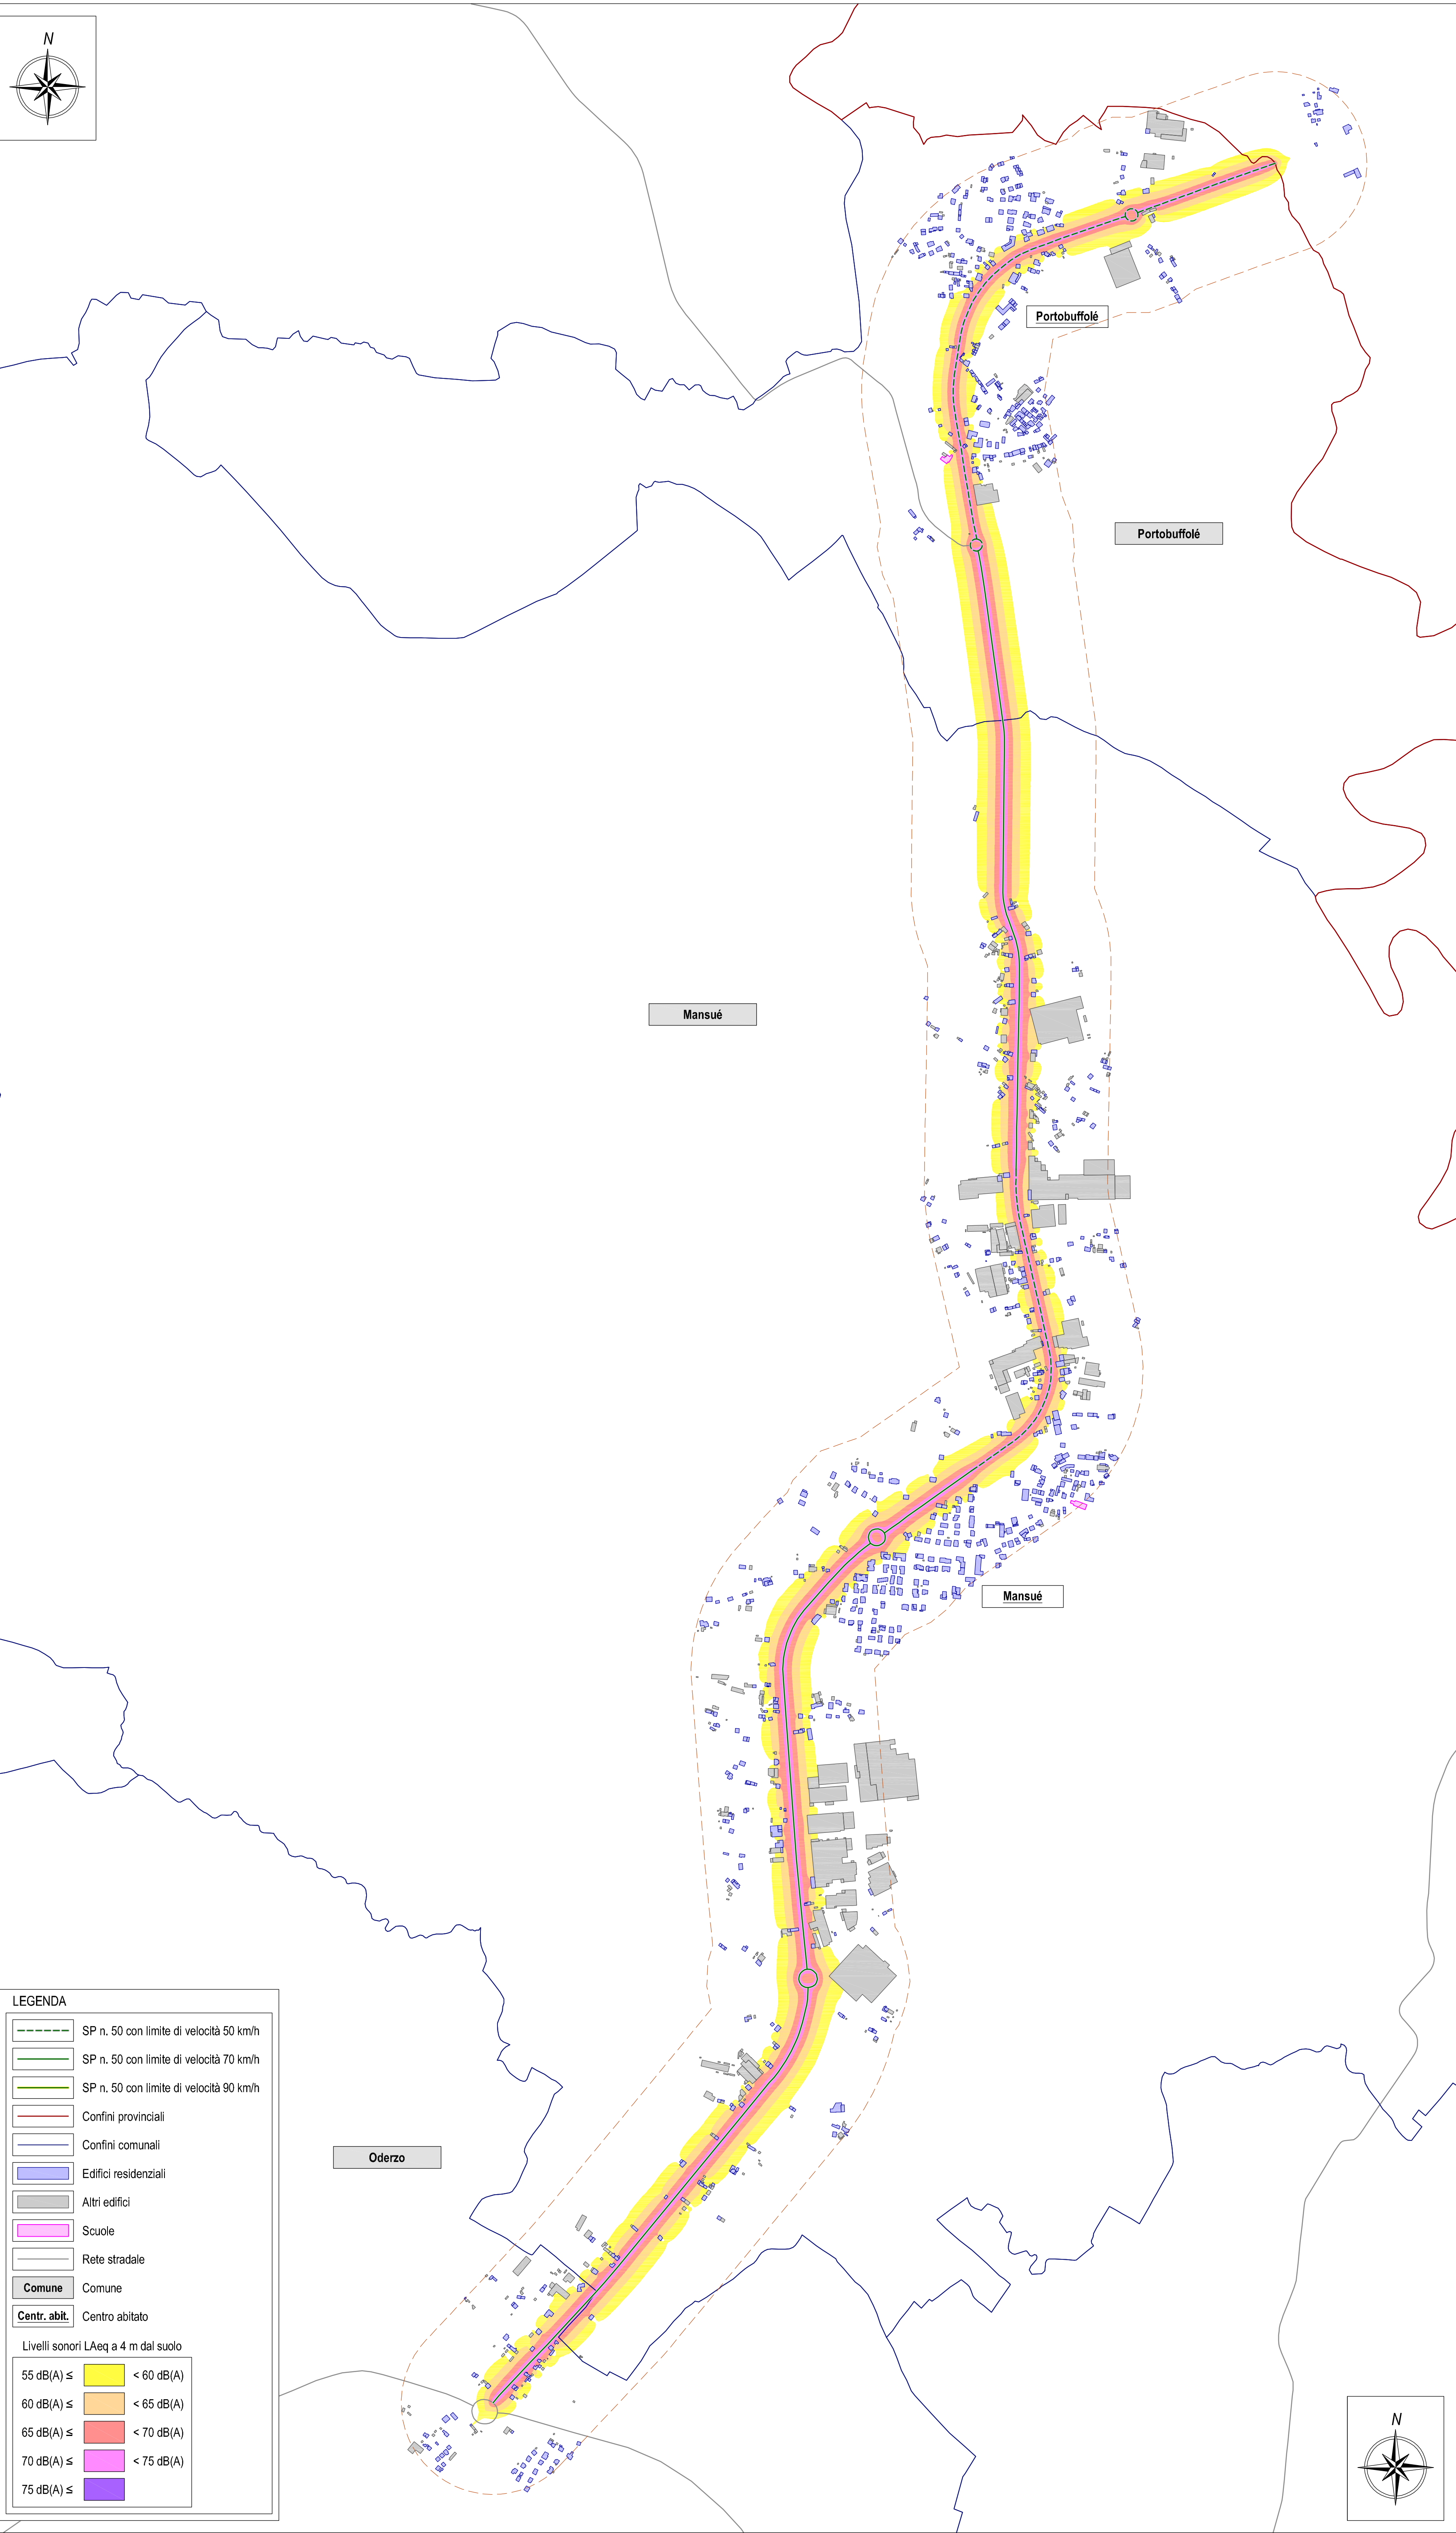 N
Portobuffolé
Portobuffolé
Mansué
Mansué
Oderzo
LEGENDA
SP n. 50 con limite di velocità 50 km/h
SP n. 50 con limite di velocità 70 km/h
SP n. 50 con limite di velocità 90 km/h
Confini provinciali
Confini comunali
Edifici residenziali
Altri edifici
Scuole
Rete stradale
Comune Comune
Centr. abit. Centro abitato
Livelli sonori LAeq a 4 m dal suolo
55 dB(A) ≤ < 60 dB(A)
60 dB(A) ≤ < 65 dB(A)
65 dB(A) ≤ < 70 dB(A)
70 dB(A) ≤ < 75 dB(A)
75 dB(A) ≤
N